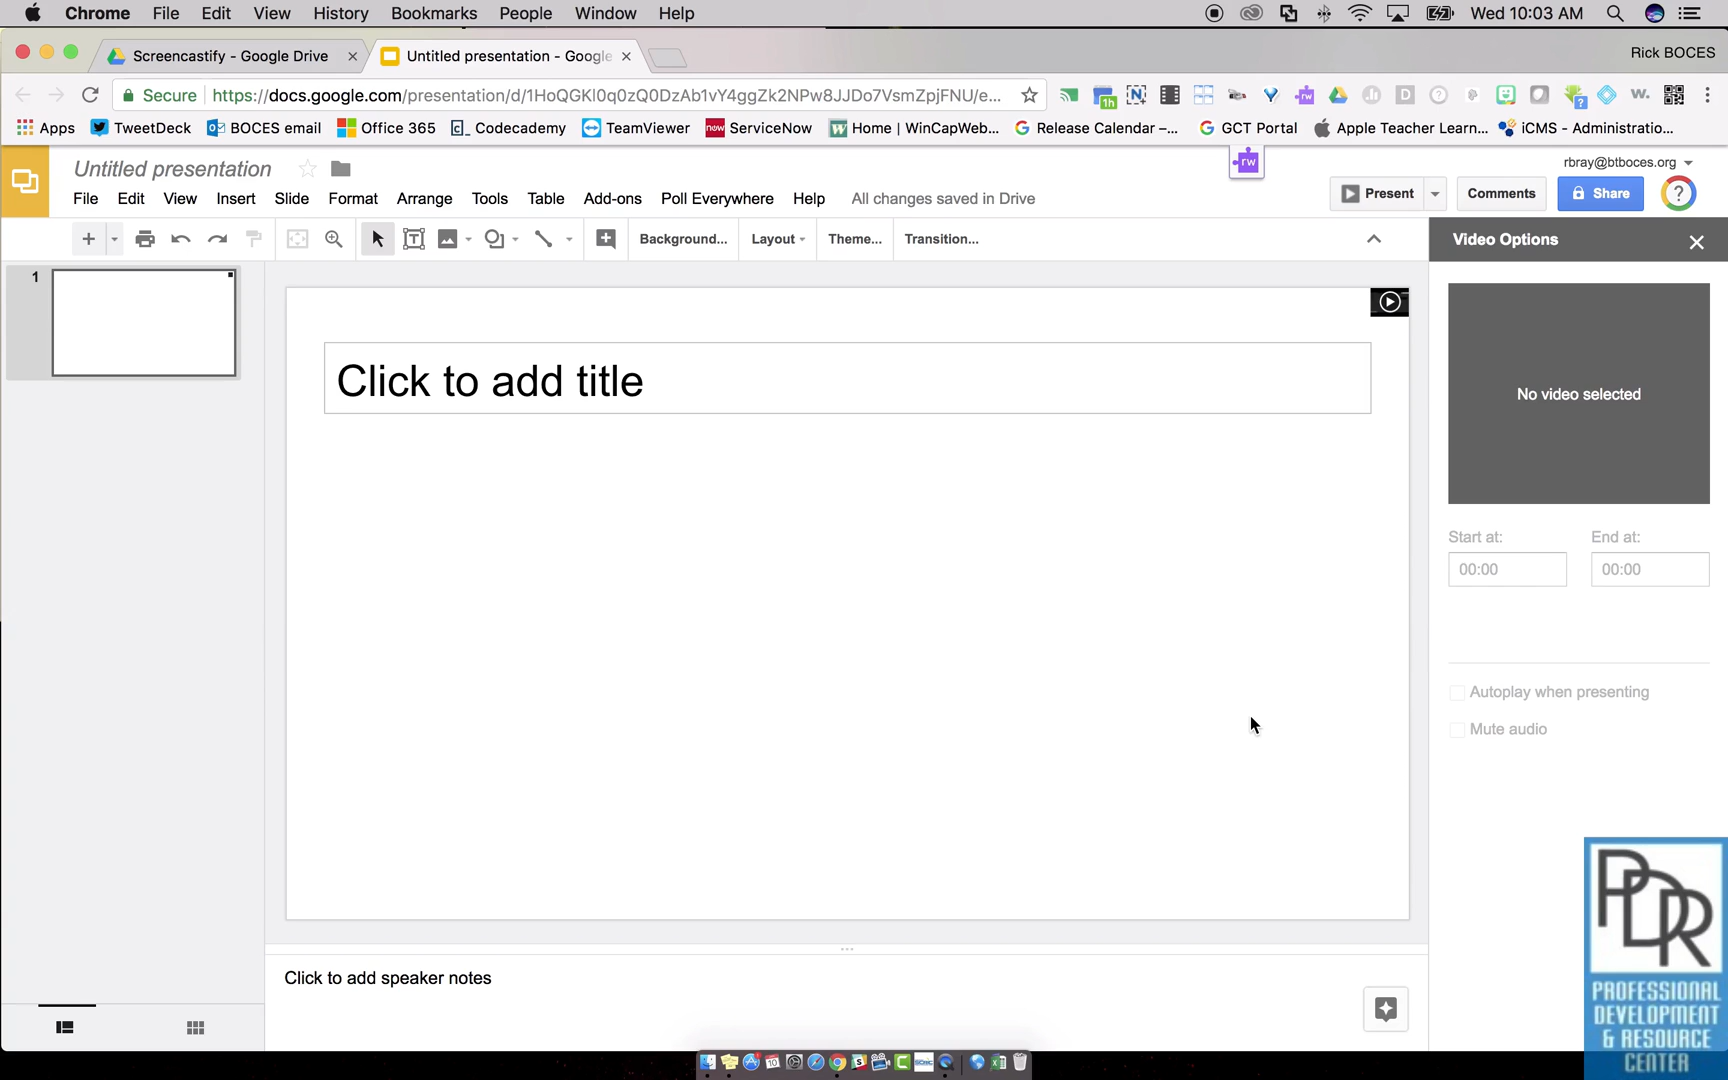 Chrome File Edit View History Bookmarks People Window Help Wed 10:03 AM
Screencastify - Google Drive Untitled presentation - Google Rick BOCES
Secure https://docs.google.com/presentation/d/1HoQGKl0q0zQ0DzAb1vY4ggZk2NPw8JJDo7VsmZpjFNU/e... 1h N rw D w.
Apps TweetDeck BOCES email Office 365 Codecademy TeamViewer now ServiceNow Home | WinCapWeb... Release Calendar –... GCT Portal Apple Teacher Learn... iCMS - Administratio...
rw
Untitled presentation rbray@btboces.org
File Edit View Insert Slide Format Arrange Tools Table Add-ons Poll Everywhere Help All changes saved in Drive Present Comments Share ?
Background... Layout Theme... Transition... Video Options
1
Click to add title
No video selected
Start at: End at:
00:00 00:00
Autoplay when presenting
Mute audio
Click to add speaker notes
PDR
PROFESSIONAL
DEVELOPMENT
& RESOURCE
CENTER